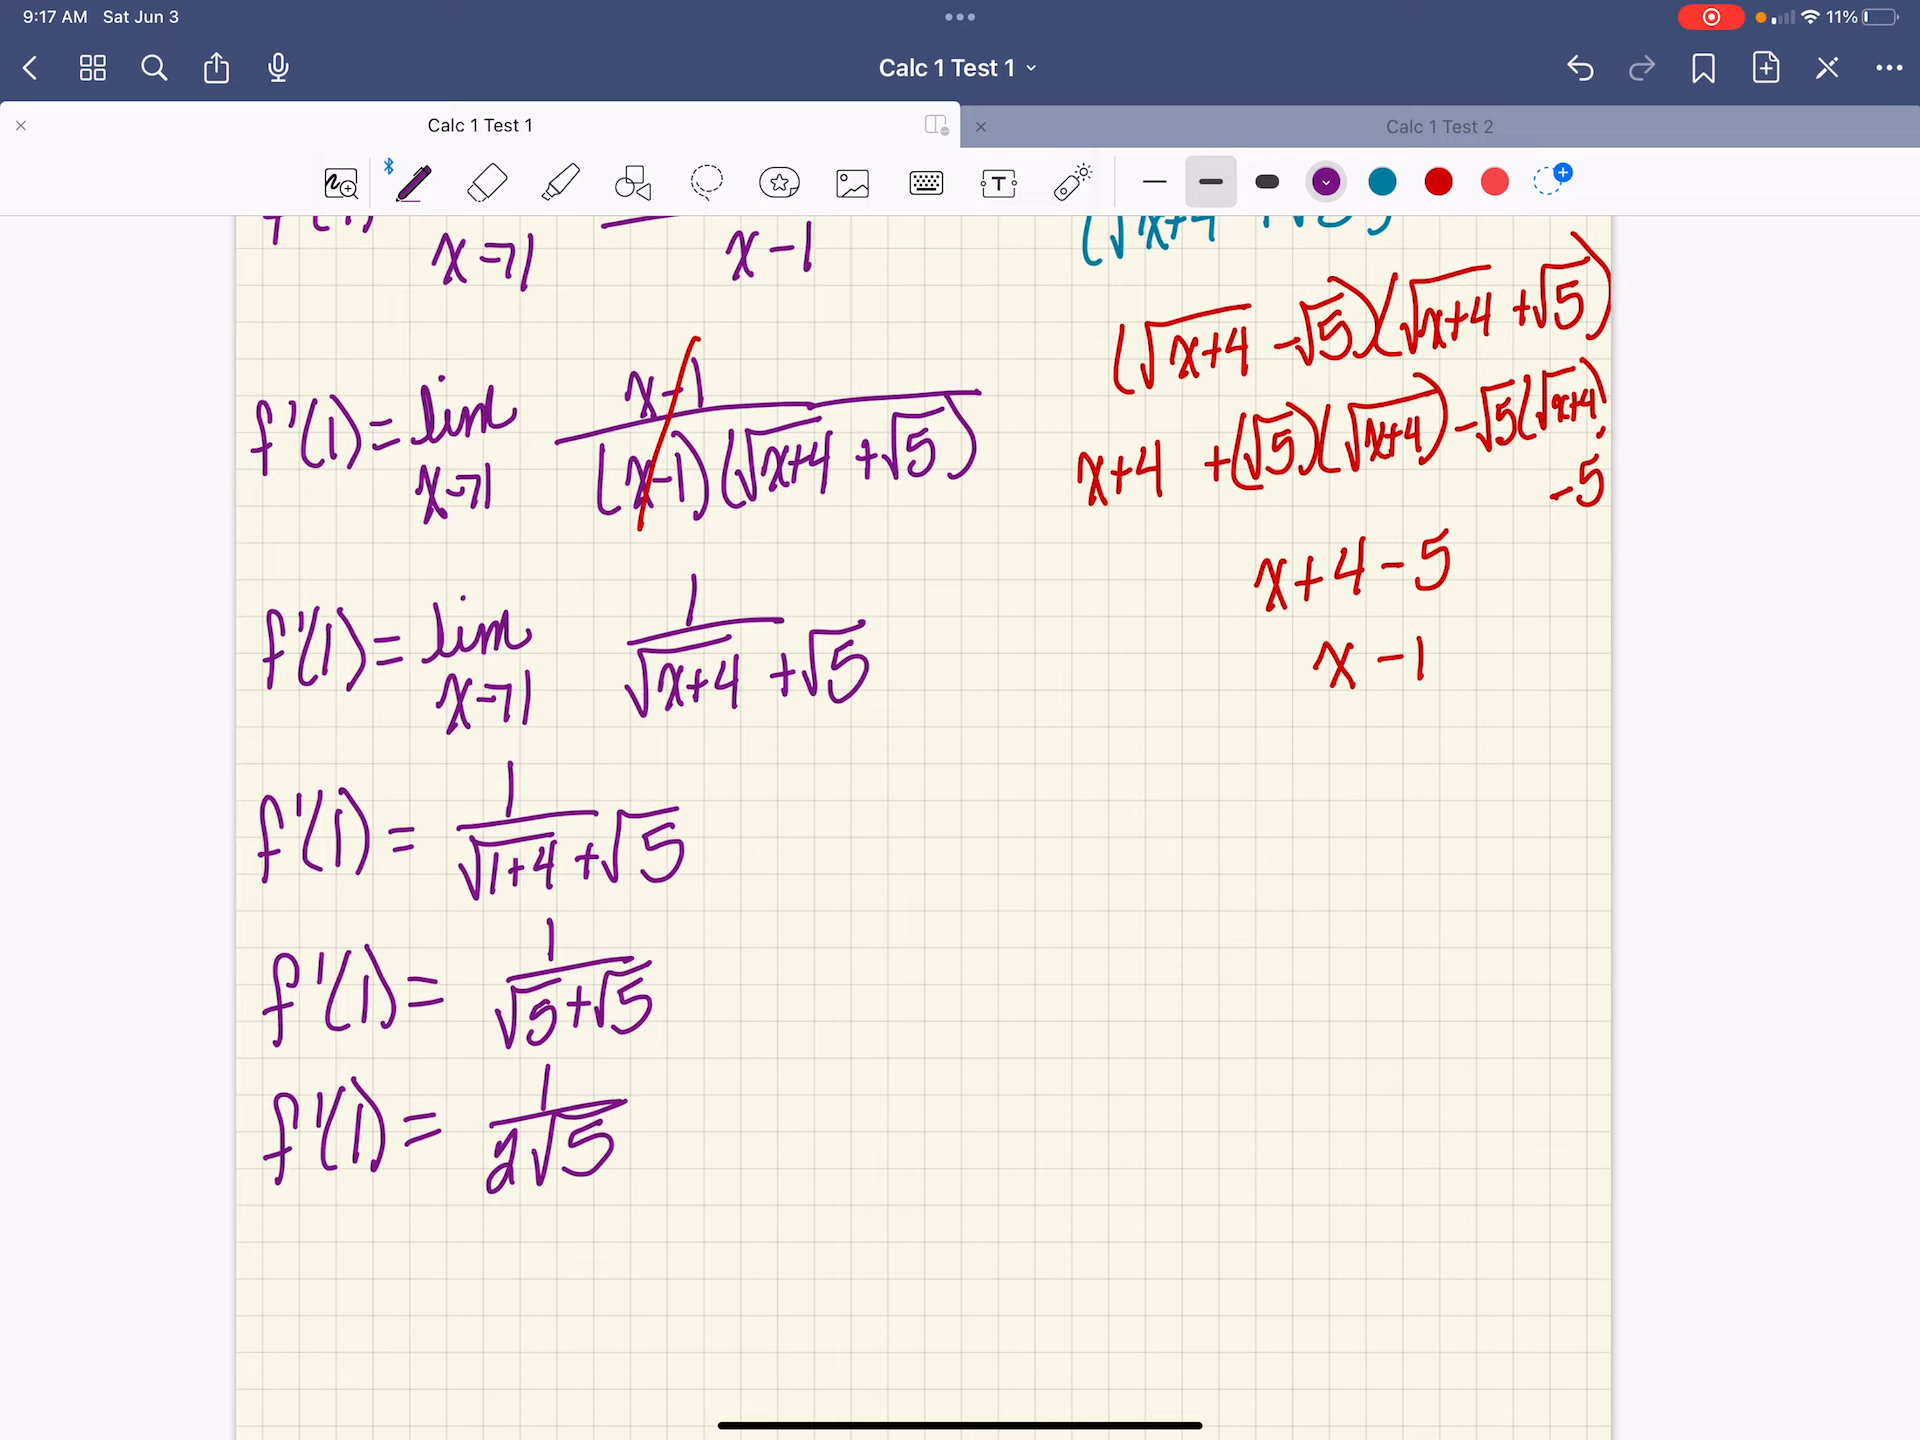 9:17 AM Sat Jun 3
11%
Calc 1 Test 1
Calc 1 Test 1
Calc 1 Test 2
T
x→1
x-1
(√x+4 +√5)
(√x+4 -√5)(√x+4 +√5)
f'(1)= lim x→1 x-1 / (x-1)(√x+4 +√5)
x+4 +(√5)(√x+4) -√5(√x+4)
-5
x+4-5
f'(1)= lim x→1 1 / √x+4 +√5
x-1
f'(1)= 1 / √1+4 +√5
f'(1)= 1 / √5+√5
f'(1)= 1 / 2√5